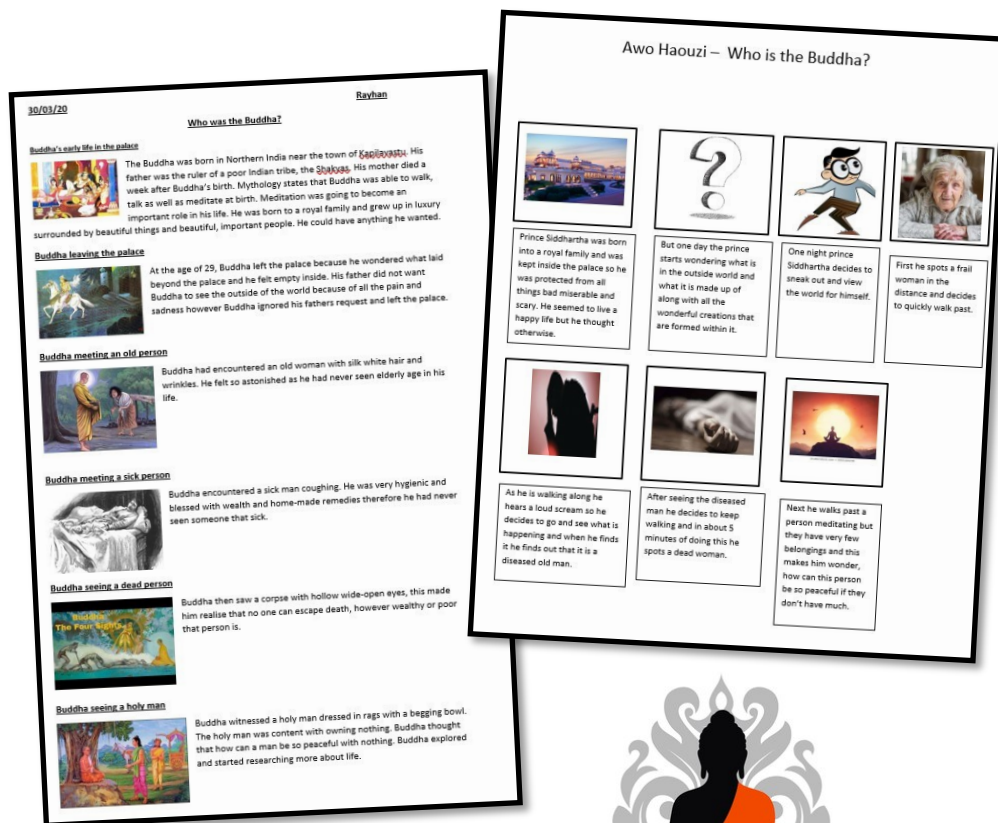 30/03/20
Rayhan
Who was the Buddha?
Buddha's early life in the palace
The Buddha was born in Northern India near the town of Kapilavastu. His
father was the ruler of a poor Indian tribe, the Shakyas. His mother died a
week after Buddha's birth. Mythology states that Buddha was able to walk,
talk as well as meditate at birth. Meditation was going to become an
important role in his life. He was born to a royal family and grew up in luxury
surrounded by beautiful things and beautiful, important people. He could have anything he wanted.
Buddha leaving the palace
At the age of 29, Buddha left the palace because he wondered what laid
beyond the palace and he felt empty inside. His father did not want
Buddha to see the outside of the world because of all the pain and
sadness however Buddha ignored his fathers request and left the palace.
Buddha meeting an old person
Buddha had encountered an old woman with silk white hair and
wrinkles. He felt so astonished as he had never seen elderly age in his
life.
Buddha meeting a sick person
Buddha encountered a sick man coughing. He was very hygienic and
blessed with wealth and home-made remedies therefore he had never
seen someone that sick.
Buddha seeing a dead person
Buddha
The Four Sights
Buddha then saw a corpse with hollow wide-open eyes, this made
him realise that no one can escape death, however wealthy or poor
that person is.
Buddha seeing a holy man
Buddha witnessed a holy man dressed in rags with a begging bowl.
The holy man was content with owning nothing. Buddha thought
that how can a man be so peaceful with nothing. Buddha explored
and started researching more about life.
Awo Haouzi – Who is the Buddha?
Prince Siddhartha was born
into a royal family and was
kept inside the palace so he
was protected from all
things bad miserable and
scary. He seemed to live a
happy life but he thought
otherwise.
But one day the prince
starts wondering what is
in the outside world and
what it is made up of
along with all the
wonderful creations that
are formed within it.
One night prince
Siddhartha decides to
sneak out and view
the world for himself.
First he spots a frail
woman in the
distance and decides
to quickly walk past.
As he is walking along he
hears a loud scream so he
decides to go and see what is
happening and when he finds
it he finds out that it is a
diseased old man.
After seeing the diseased
man he decides to keep
walking and in about 5
minutes of doing this he
spots a dead woman.
Next he walks past a
person meditating but
they have very few
belongings and this
makes him wonder,
how can this person
be so peaceful if they
don't have much.